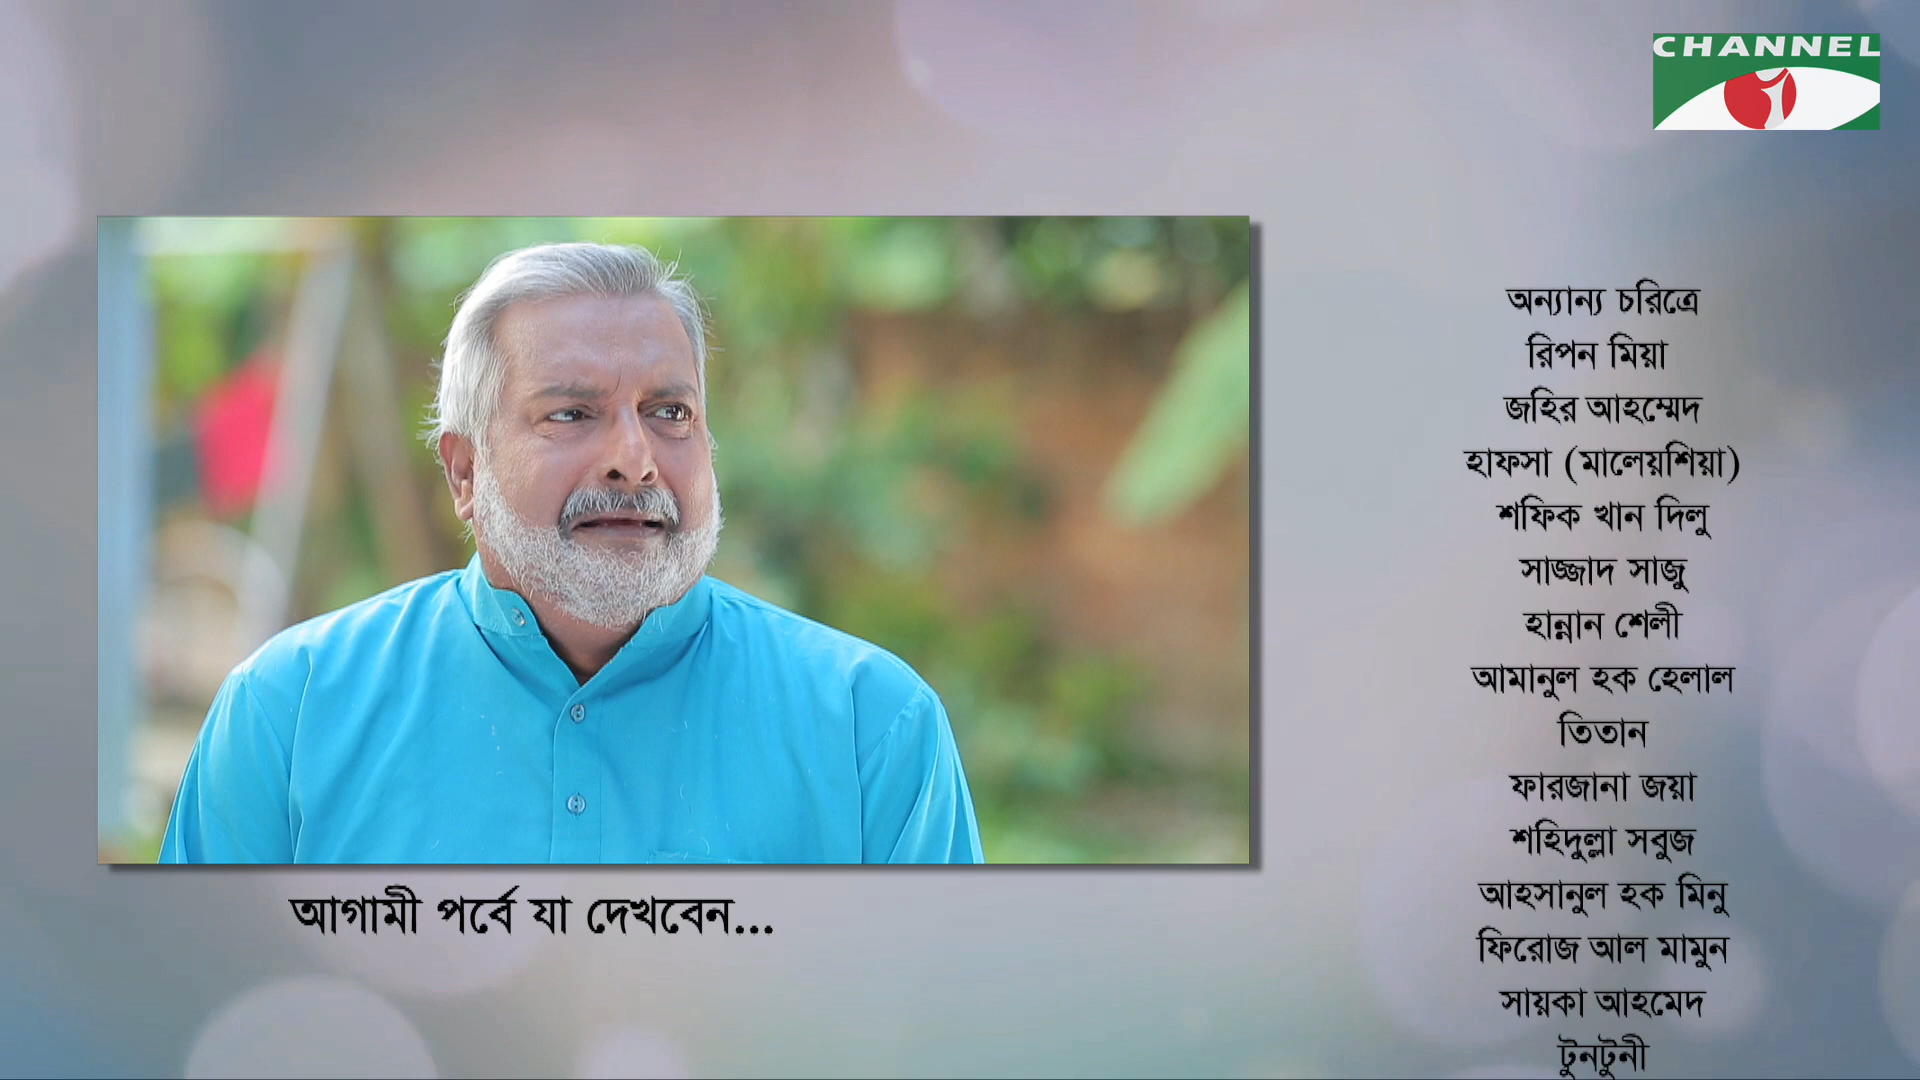 CHANNEL
অন্যান্য চরিত্রে
রিপন মিয়া
জহির আহম্মেদ
হাফসা (মালেয়শিয়া)
শফিক খান দিলু
সাজ্জাদ সাজু
হান্নান শেলী
আমানুল হক হেলাল
তিতান
ফারজানা জয়া
শহিদুল্লা সবুজ
আহসানুল হক মিনু
ফিরোজ আল মামুন
সায়কা আহমেদ
টুনটুনী
আগামী পর্বে যা দেখবেন...